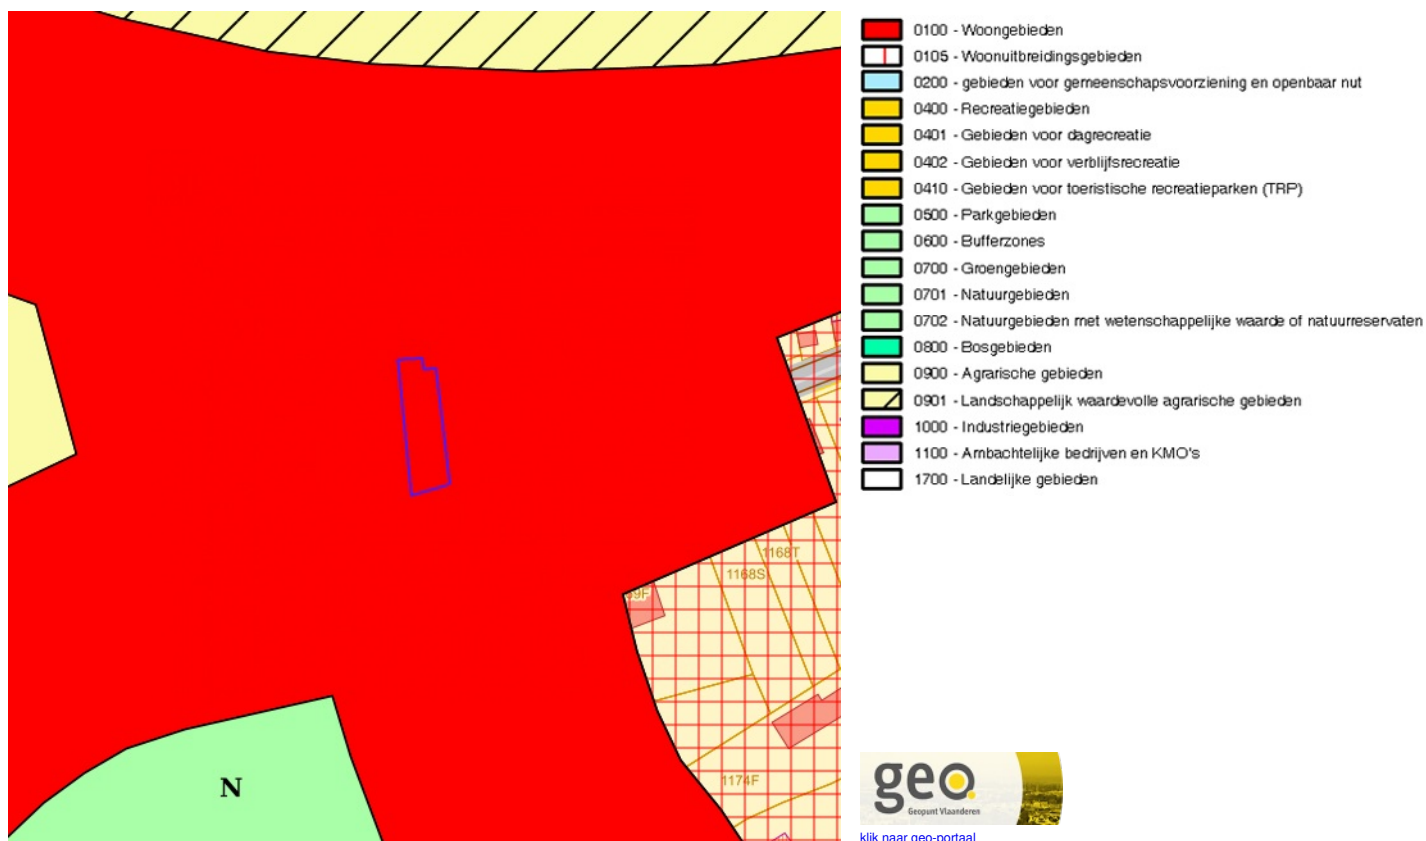 0100 - Woongebieden
0105 - Woonuitbreidingsgebieden
0200 - gebieden voor gemeenschapsvoorziening en openbaar nut
0400 - Recreatiegebieden
0401 - Gebieden voor dagrecreatie
0402 - Gebieden voor verblijfsrecreatie
0410 - Gebieden voor toeristische recreatieparken (TRP)
0500 - Parkgebieden
0600 - Bufferzones
0700 - Groengebieden
0701 - Natuurgebieden
0702 - Natuurgebieden met wetenschappelijke waarde of natuurreservaten
0800 - Bosgebieden
0900 - Agrarische gebieden
0901 - Landschappelijk waardevolle agrarische gebieden
1000 - Industriegebieden
1100 - Ambachtelijke bedrijven en KMO's
1700 - Landelijke gebieden
1168T
1168S
59F
1174F
N
geo
Geopunt Vlaanderen
klik naar geo-portaal